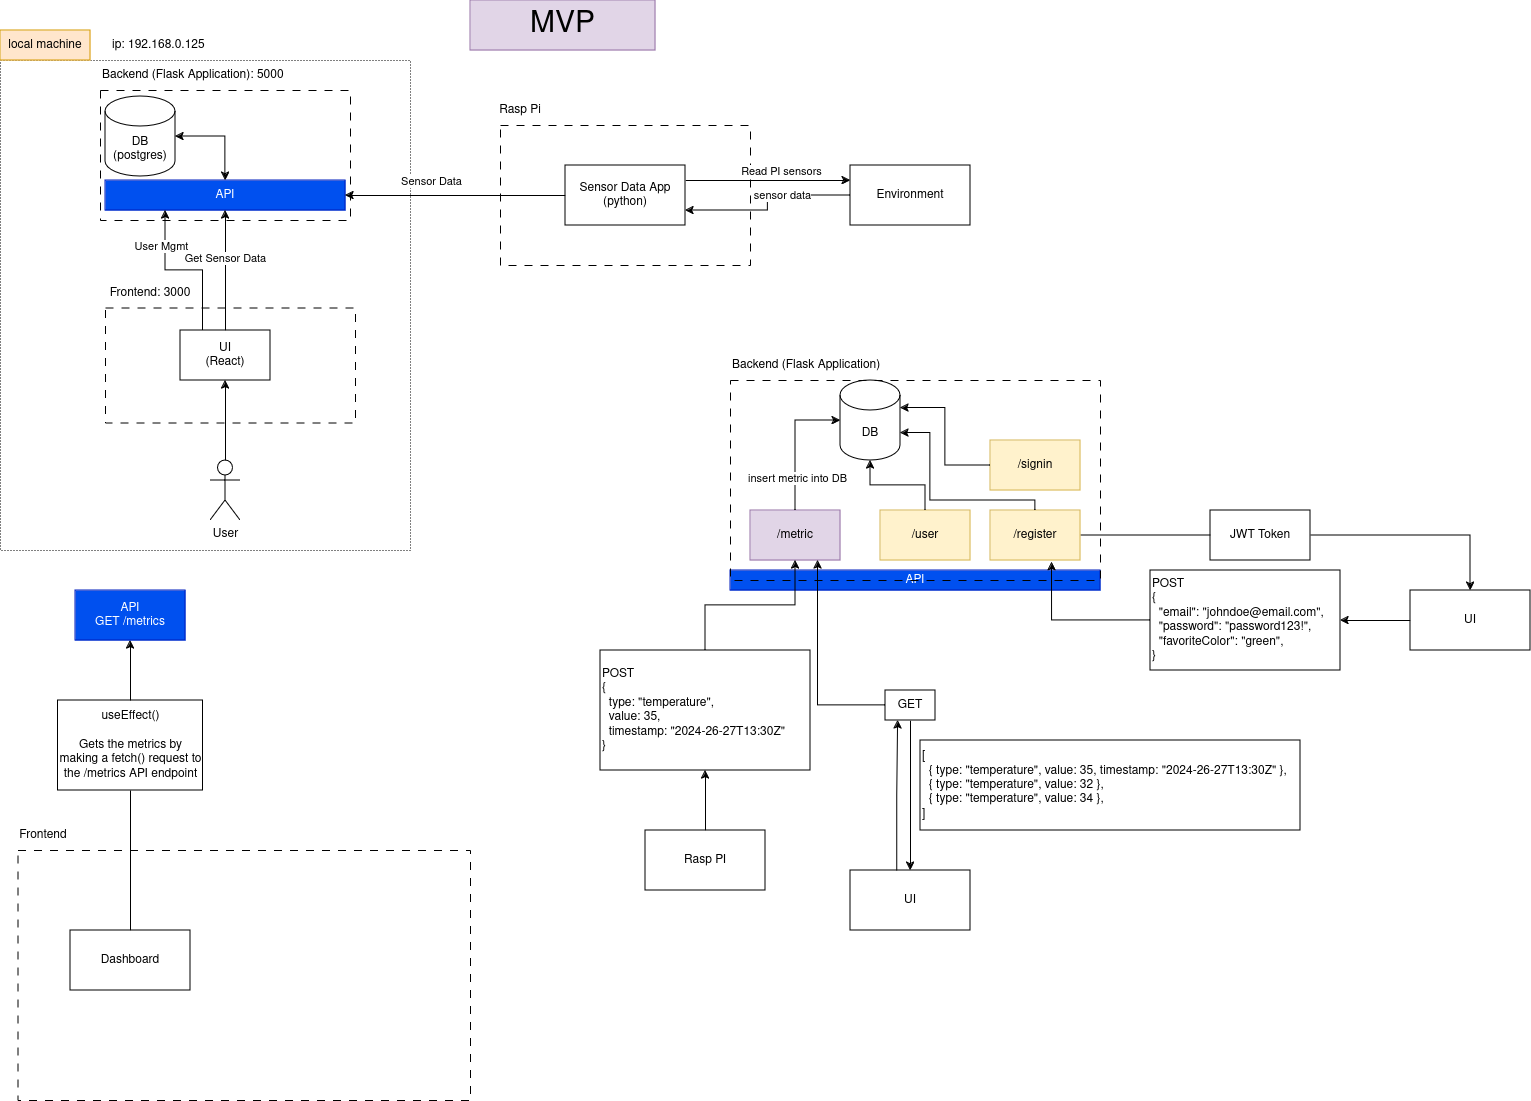 MVP
local machine
ip: 192.168.0.125
Backend (Flask Application): 5000
DB
(postgres)
API
User Mgmt
Get Sensor Data
Frontend: 3000
UI
(React)
User
Sensor Data
Rasp Pi
Sensor Data App
(python)
Read PI sensors
sensor data
Environment
Backend (Flask Application)
DB
/signin
insert metric into DB
/metric
/user
/register
API
JWT Token
POST
{
"email": "johndoe@email.com",
"password": "password123!",
"favoriteColor": "green",
}
UI
API
GET /metrics
useEffect()
Gets the metrics by
making a fetch() request to
the /metrics API endpoint
Frontend
Dashboard
POST
{
type: "temperature",
value: 35,
timestamp: "2024-26-27T13:30Z"
}
Rasp PI
GET
[
{ type: "temperature", value: 35, timestamp: "2024-26-27T13:30Z" },
{ type: "temperature", value: 32 },
{ type: "temperature", value: 34 },
]
UI